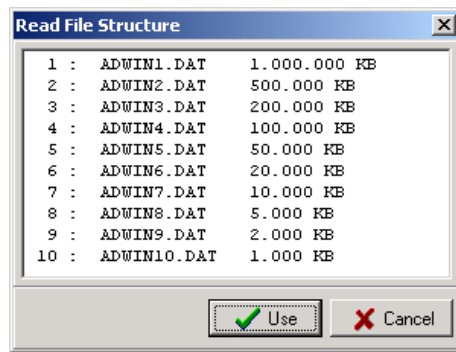 Read File Structure
1 : ADWIN1.DAT 1.000.000 KB
2 : ADWIN2.DAT 500.000 KB
3 : ADWIN3.DAT 200.000 KB
4 : ADWIN4.DAT 100.000 KB
5 : ADWIN5.DAT 50.000 KB
6 : ADWIN6.DAT 20.000 KB
7 : ADWIN7.DAT 10.000 KB
8 : ADWIN8.DAT 5.000 KB
9 : ADWIN9.DAT 2.000 KB
10 : ADWIN10.DAT 1.000 KB
Use Cancel